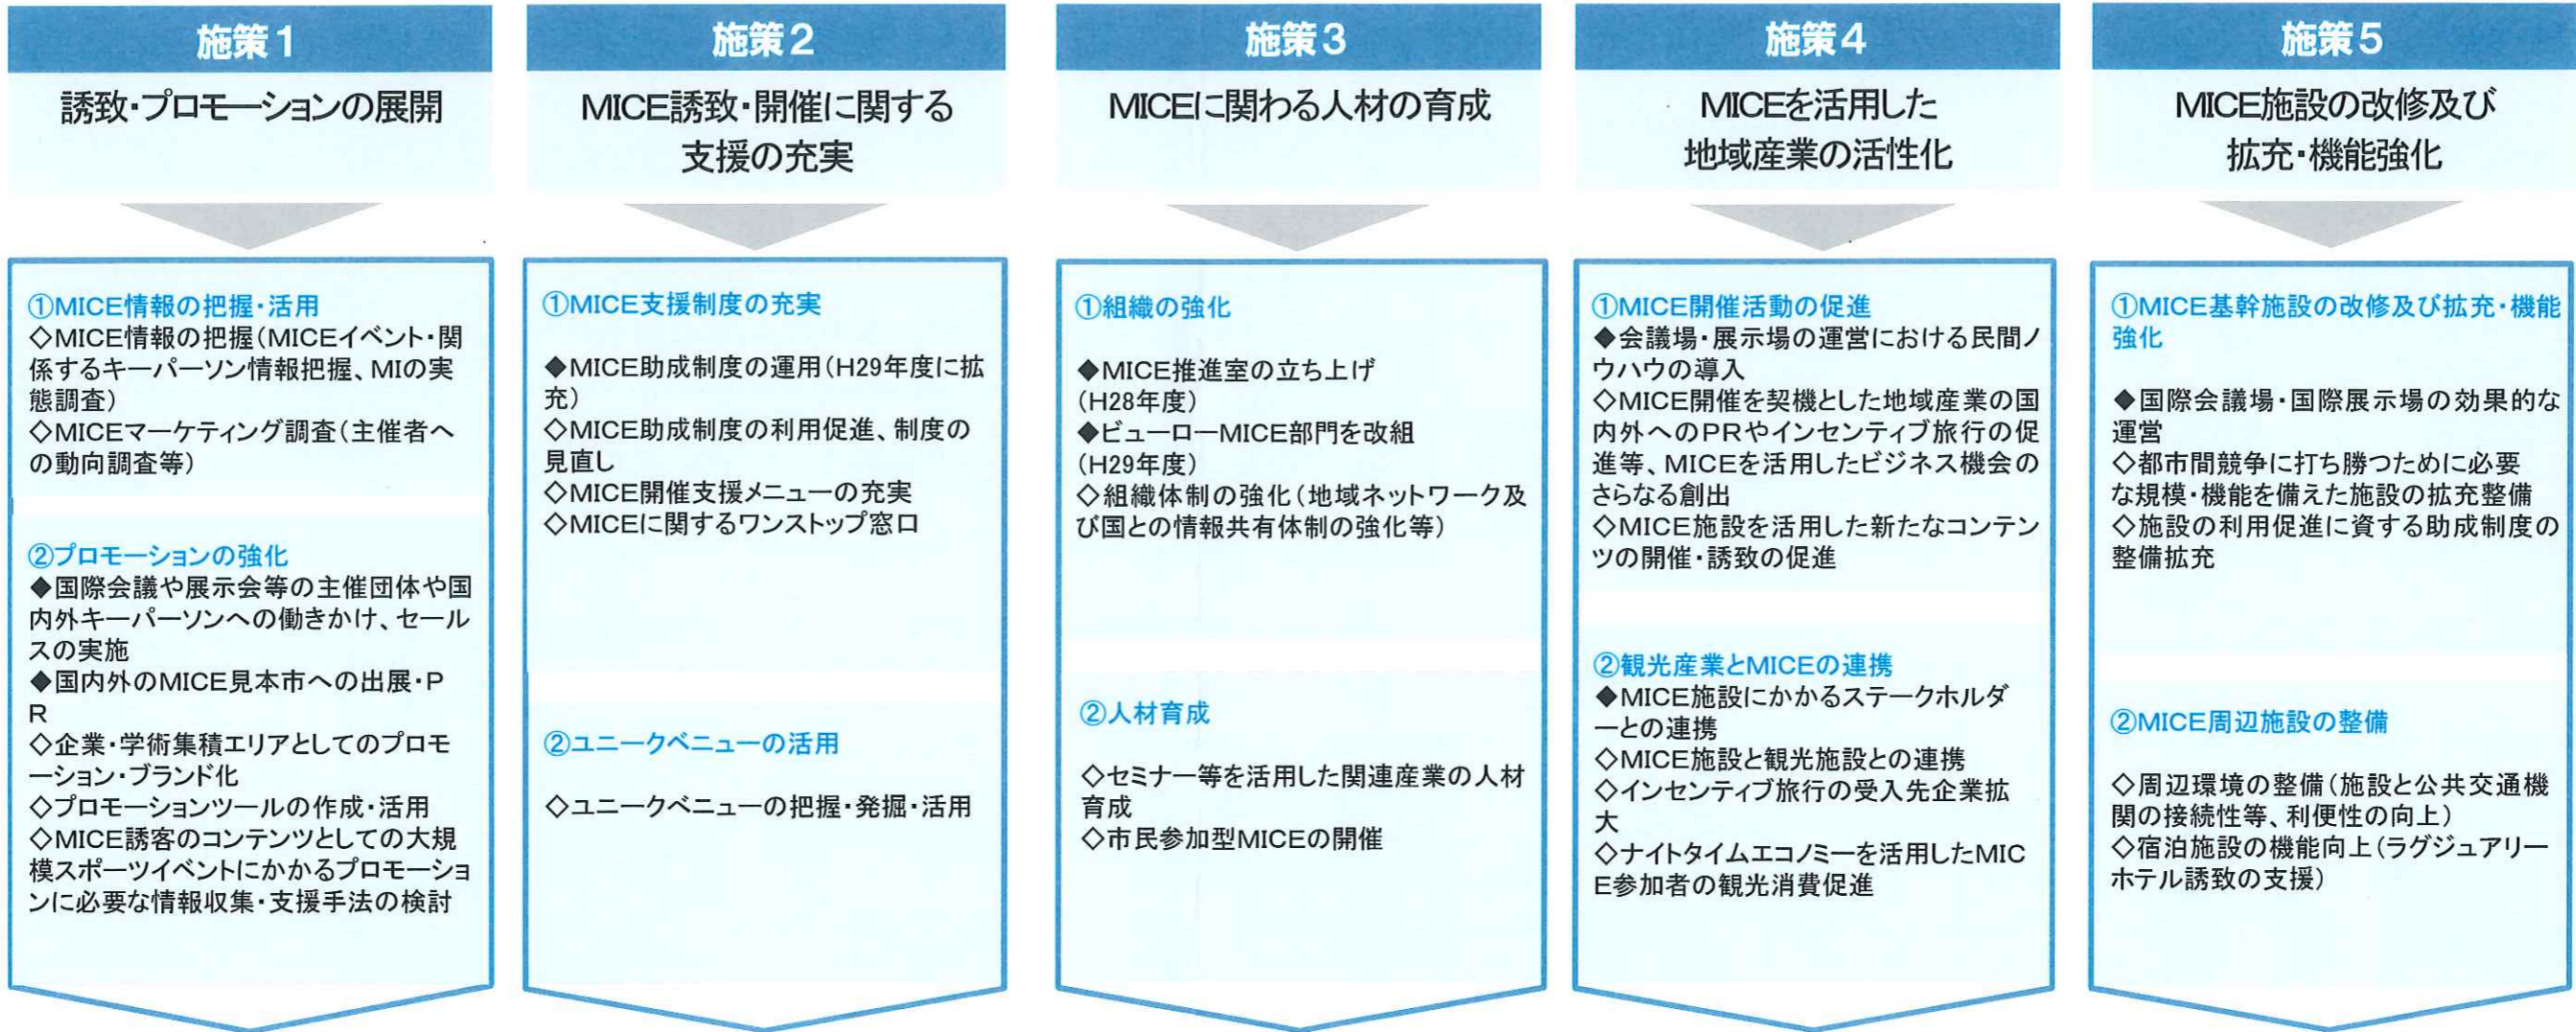 施策1
誘致・プロモーションの展開
①MICE情報の把握・活用
◇MICE情報の把握(MICEイベント・関
係するキーパーソン情報把握、MIの実
態調査)
◇MICEマーケティング調査(主催者へ
の動向調査等)
②プロモーションの強化
◆国際会議や展示会等の主催団体や国
内外キーパーソンへの働きかけ、セール
スの実施
◆国内外のMICE見本市への出展・P
R
◇企業・学術集積エリアとしてのプロモ
ーション・ブランド化
◇プロモーションツールの作成・活用
◇MICE誘客のコンテンツとしての大規
模スポーツイベントにかかるプロモーショ
ンに必要な情報収集・支援手法の検討
施策2
MICE誘致・開催に関する
支援の充実
①MICE支援制度の充実
◆MICE助成制度の運用(H29年度に拡
充)
◇MICE助成制度の利用促進、制度の
見直し
◇MICE開催支援メニューの充実
◇MICEに関するワンストップ窓口
②ユニークベニューの活用
◇ユニークベニューの把握・発掘・活用
施策3
MICEに関わる人材の育成
①組織の強化
◆MICE推進室の立ち上げ
(H28年度)
◆ビューローMICE部門を改組
(H29年度)
◇組織体制の強化(地域ネットワーク及
び国との情報共有体制の強化等)
②人材育成
◇セミナー等を活用した関連産業の人材
育成
◇市民参加型MICEの開催
施策4
MICEを活用した
地域産業の活性化
①MICE開催活動の促進
◆会議場・展示場の運営における民間ノ
ウハウの導入
◇MICE開催を契機とした地域産業の国
内外へのPRやインセンティブ旅行の促
進等、MICEを活用したビジネス機会の
さらなる創出
◇MICE施設を活用した新たなコンテン
ツの開催・誘致の促進
②観光産業とMICEの連携
◆MICE施設にかかるステークホルダ
ーとの連携
◇MICE施設と観光施設との連携
◇インセンティブ旅行の受入先企業拡
大
◇ナイトタイムエコノミーを活用したMIC
E参加者の観光消費促進
施策5
MICE施設の改修及び
拡充・機能強化
①MICE基幹施設の改修及び拡充・機能
強化
◆国際会議場・国際展示場の効果的な
運営
◇都市間競争に打ち勝つために必要
な規模・機能を備えた施設の拡充整備
◇施設の利用促進に資する助成制度の
整備拡充
②MICE周辺施設の整備
◇周辺環境の整備(施設と公共交通機
関の接続性等、利便性の向上)
◇宿泊施設の機能向上(ラグジュアリー
ホテル誘致の支援)